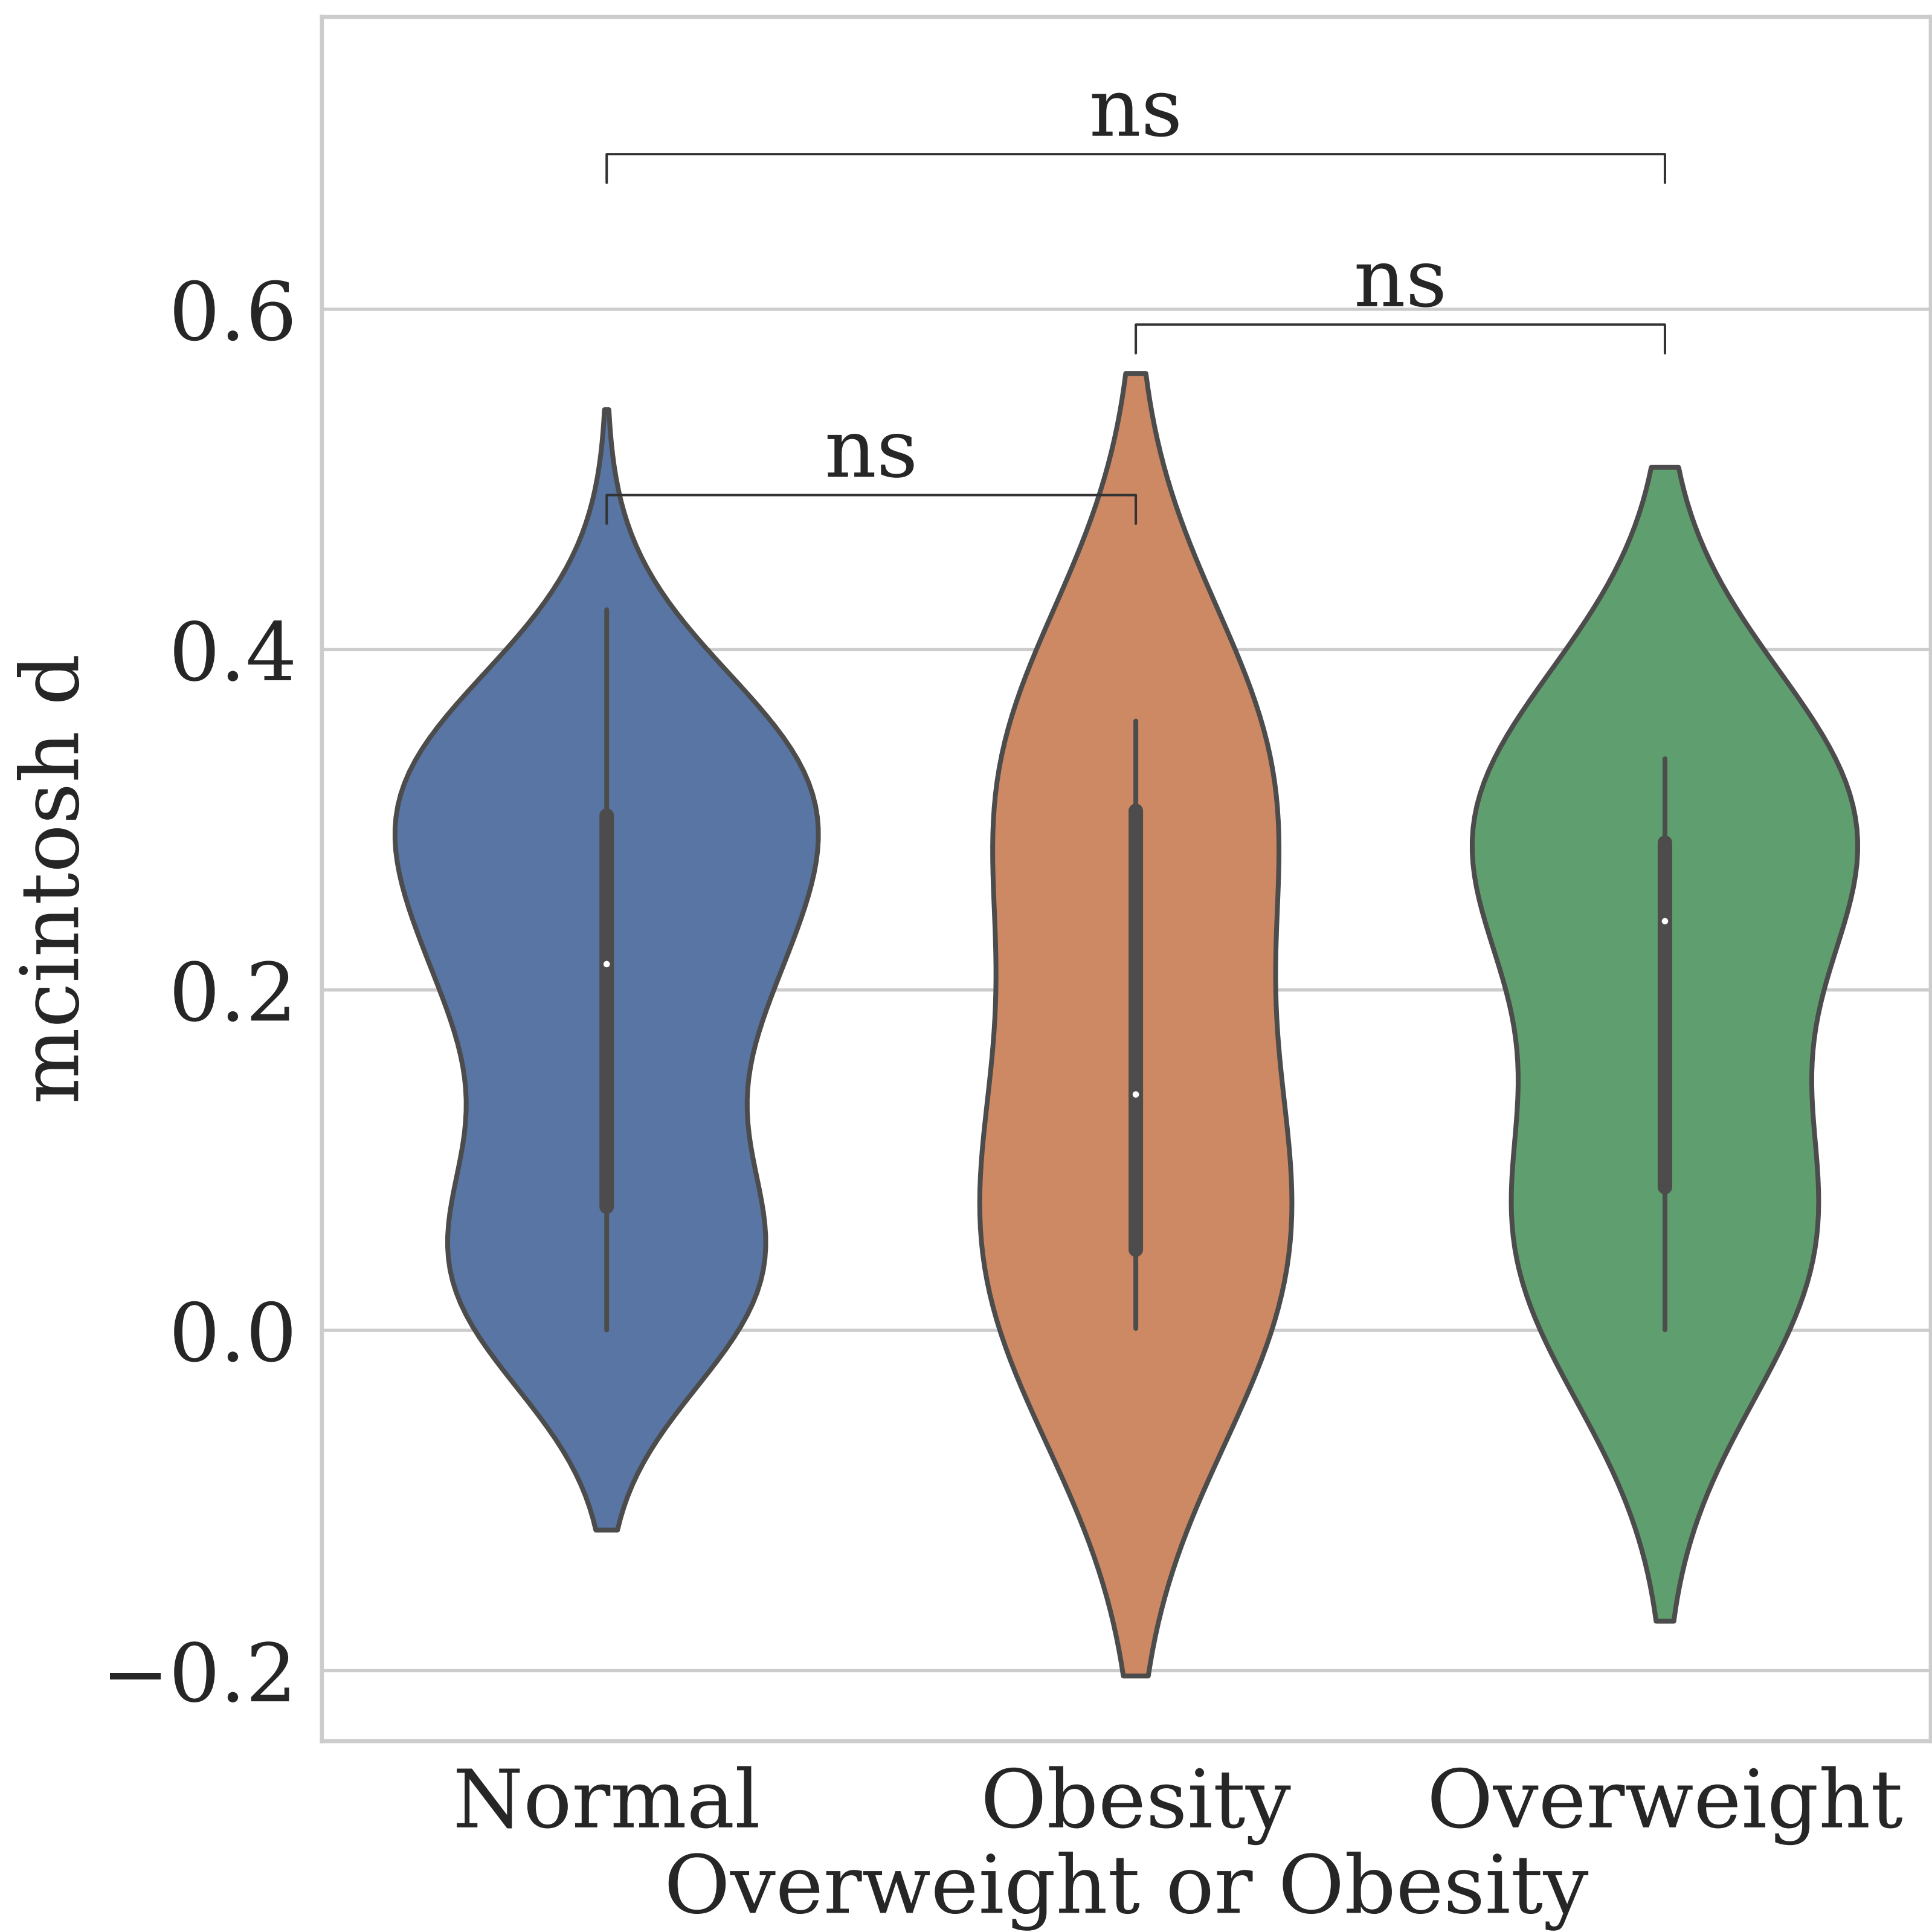 ns
ns
ns
0.6
0.4
0.2
0.0
−0.2
mcintosh d
Normal
Obesity
Overweight
Overweight or Obesity